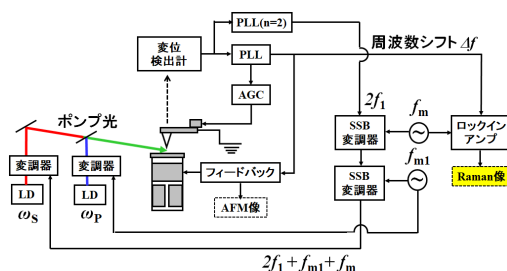 PLL(n=2)
変位
検出計
PLL
周波数シフト Δf
AGC
ポンプ光
2f1
fm
SSB
変調器
ロックイン
アンプ
fm1
変調器
変調器
フィードバック
SSB
変調器
Raman像
LD
LD
AFM像
ωS
ωP
2f1 + fm1 + fm